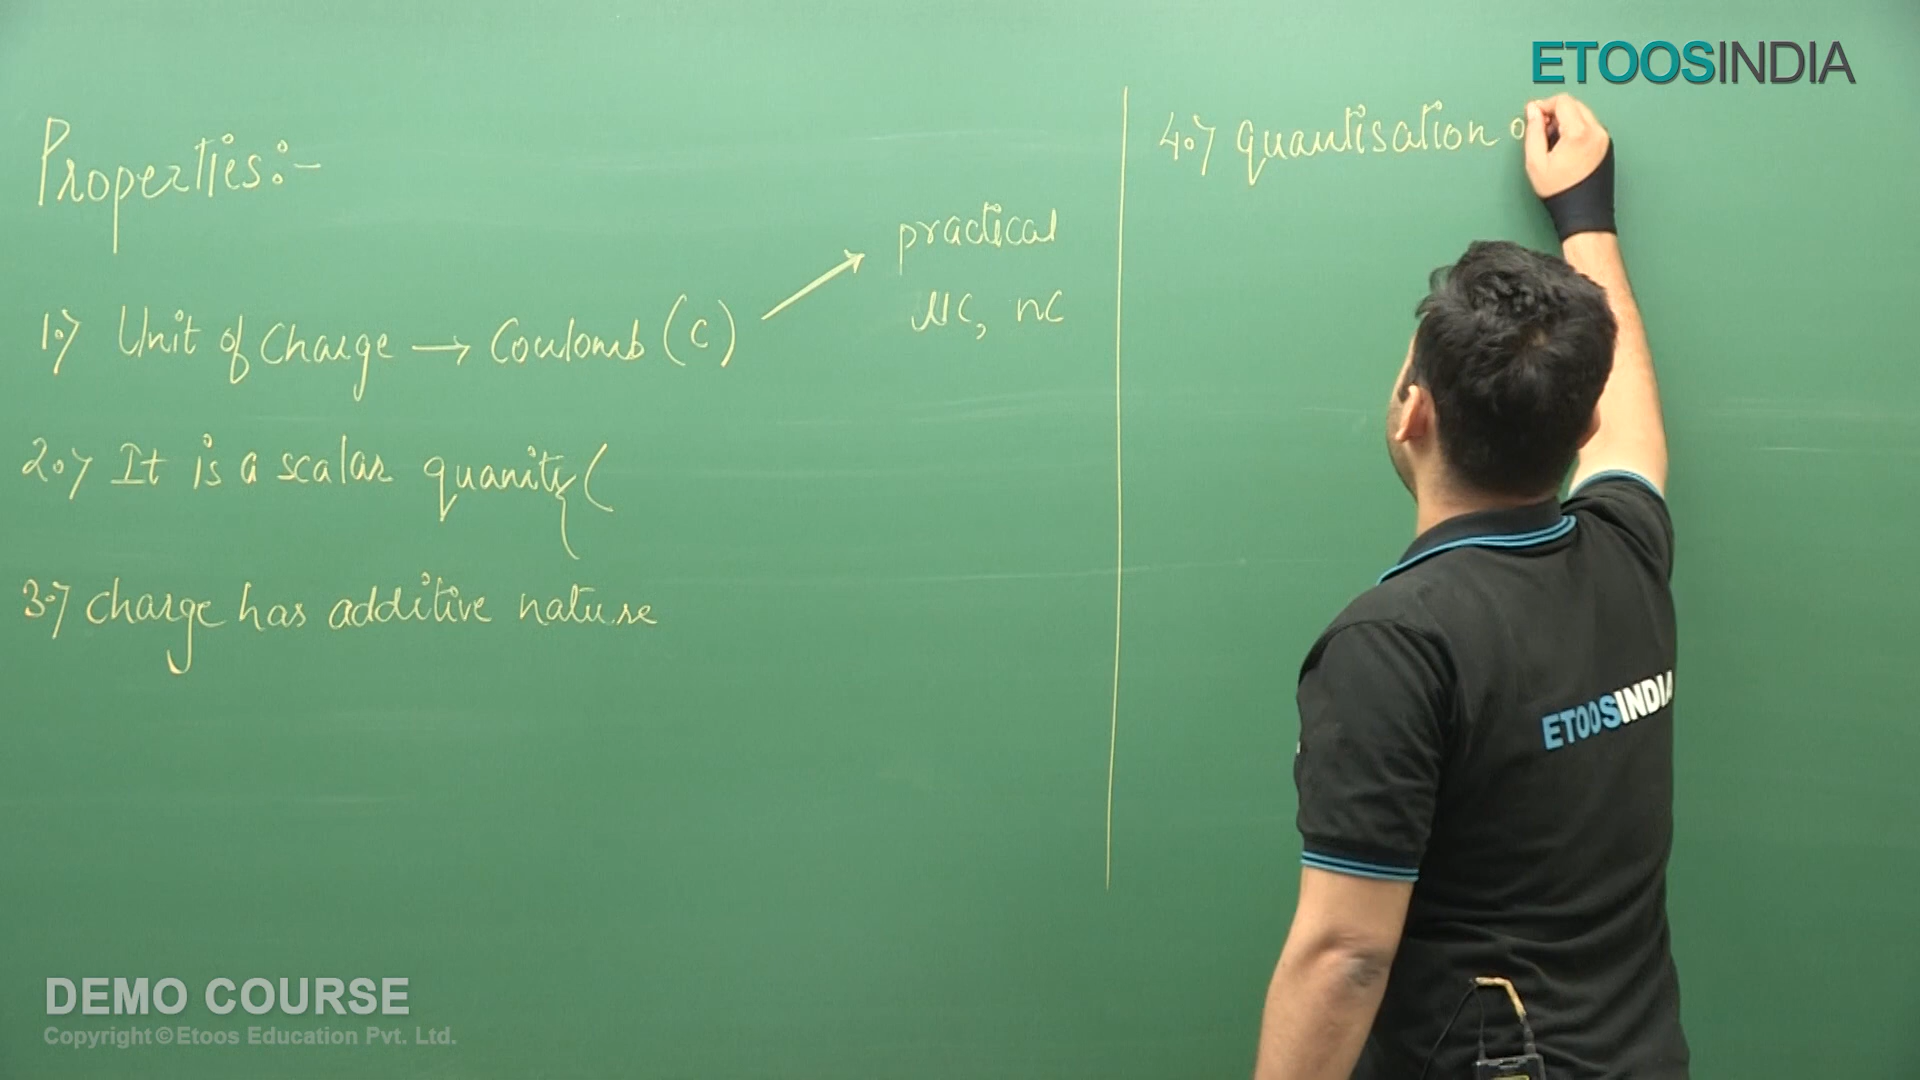 ETOOSINDIA
Properties:-
1.) Unit of Charge → Coulomb (C)
practical
μC, nC
2.) It is a scalar quanity (
3.) charge has additive nature
4.) quantisation o
ETOOSINDIA
DEMO COURSE
Copyright © Etoos Education Pvt. Ltd.